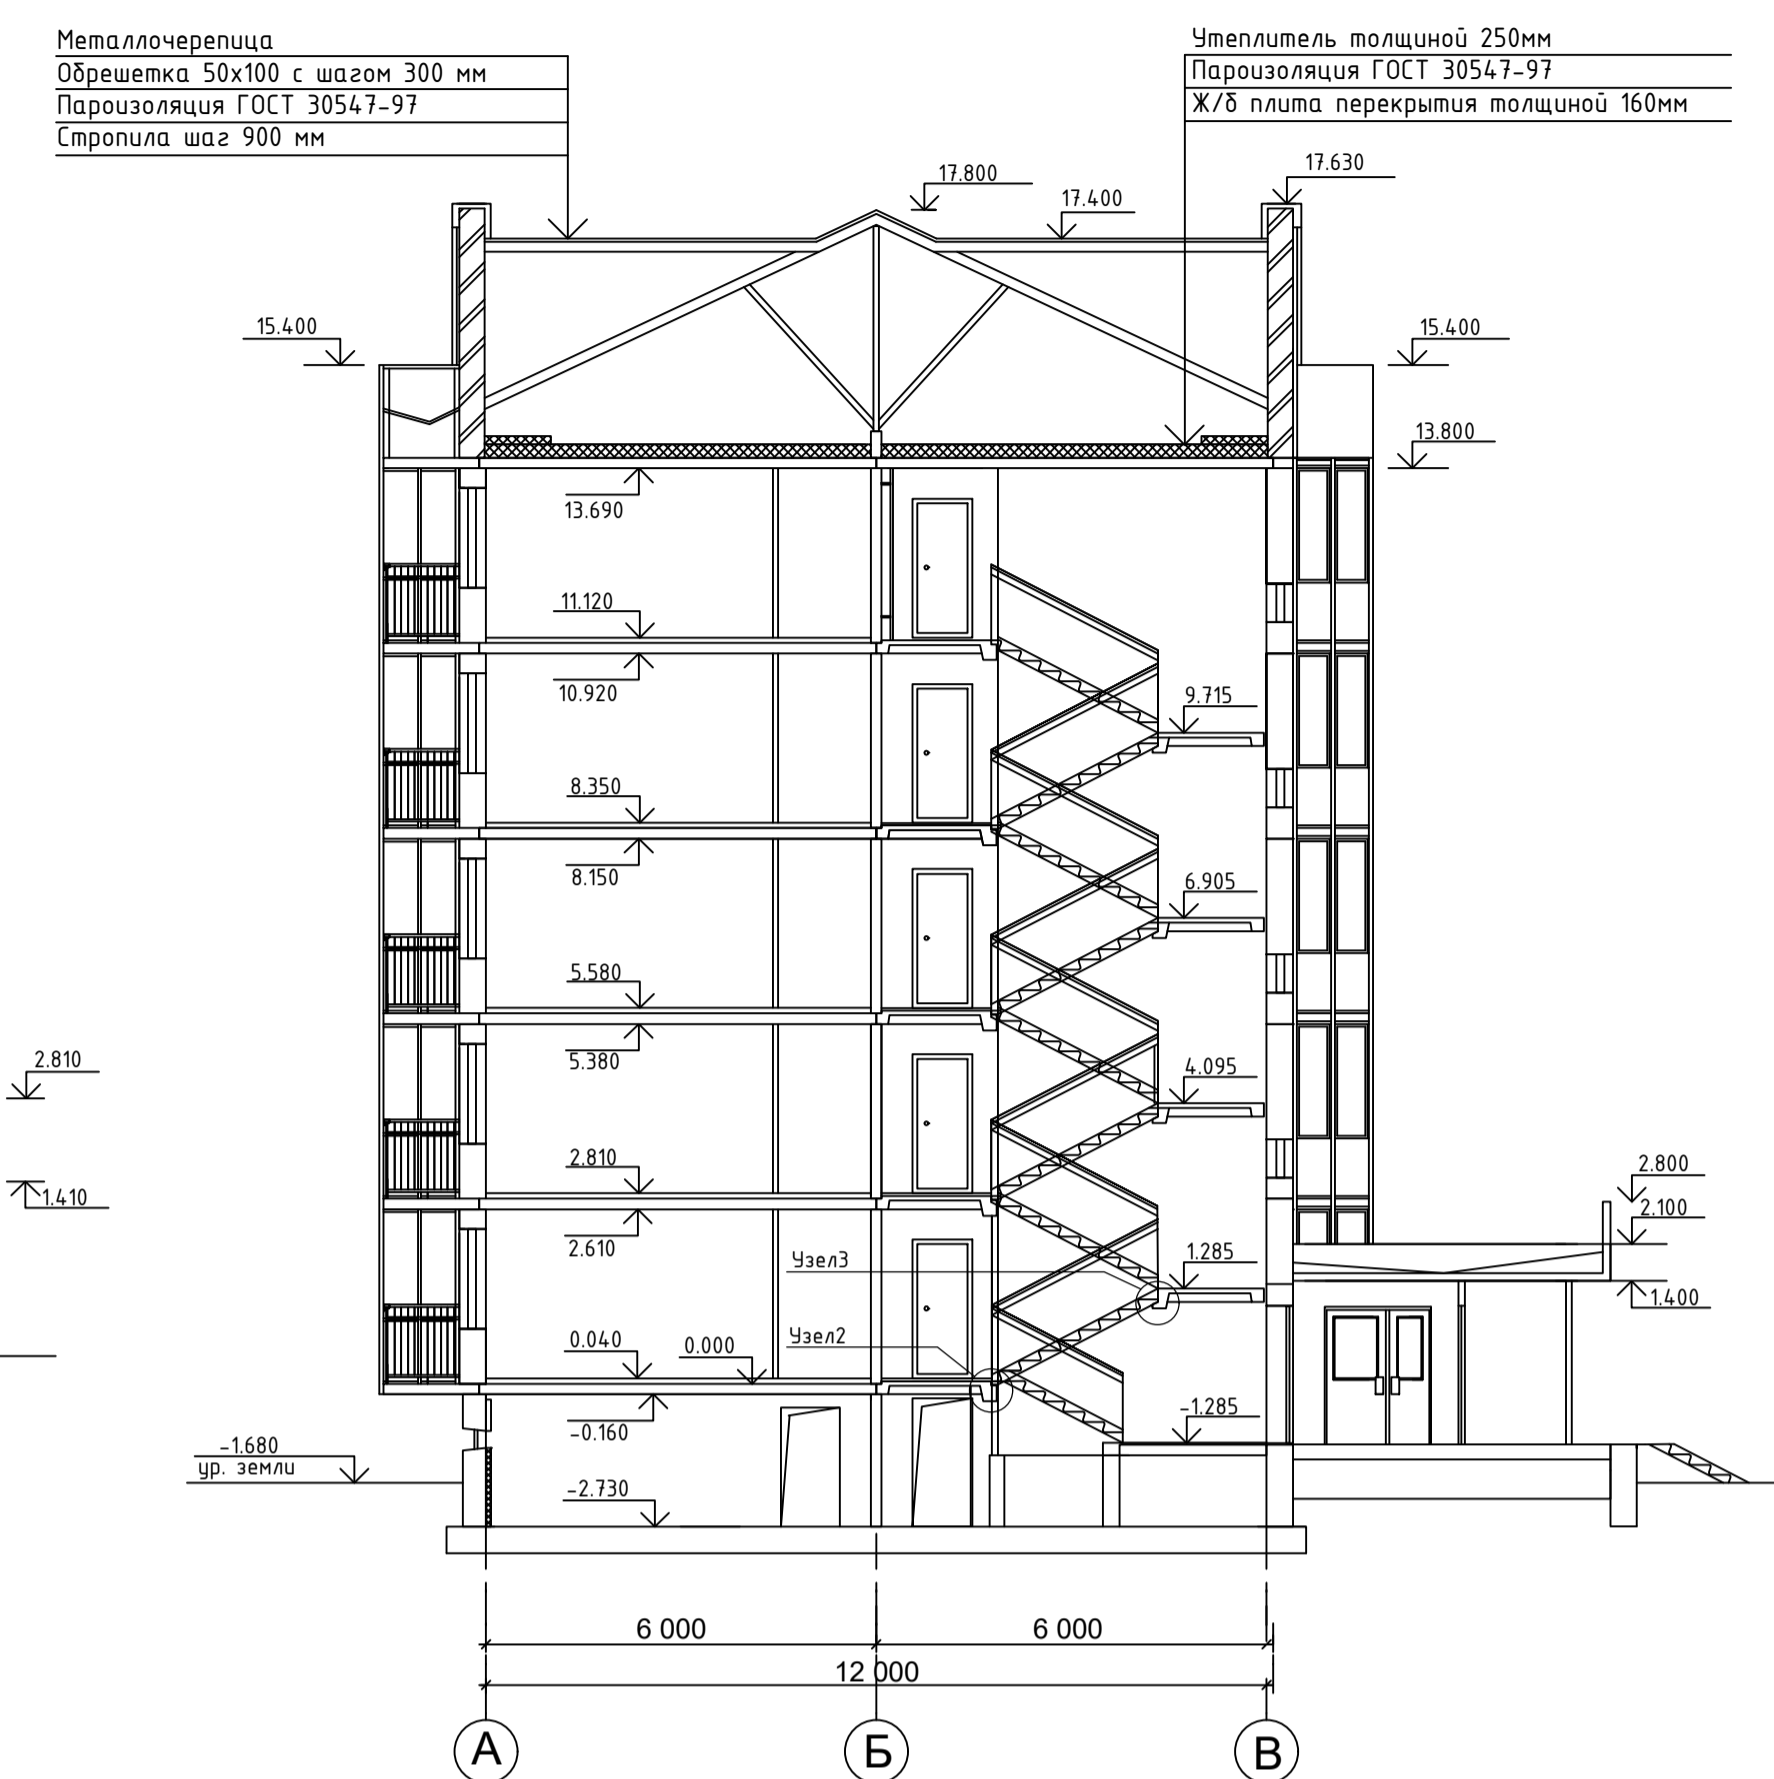 Металлочерепица
Обрешетка 50х100 с шагом 300 мм
Пароизоляция ГОСТ 30547-97
Стропила шаг 900 мм
Утеплитель толщиной 250мм
Пароизоляция ГОСТ 30547-97
Ж/б плита перекрытия толщиной 160мм
17.800
17.400
17.630
15.400
15.400
13.800
13.690
11.120
10.920
9.715
8.350
8.150
6.905
5.580
5.380
4.095
2.810
1.410
2.810
2.610
Узел3
1.285
2.800
2.100
1.400
0.040
0.000
Узел2
-0.160
-1.285
-1.680
ур. земли
-2.730
6 000
6 000
12 000
А
Б
В